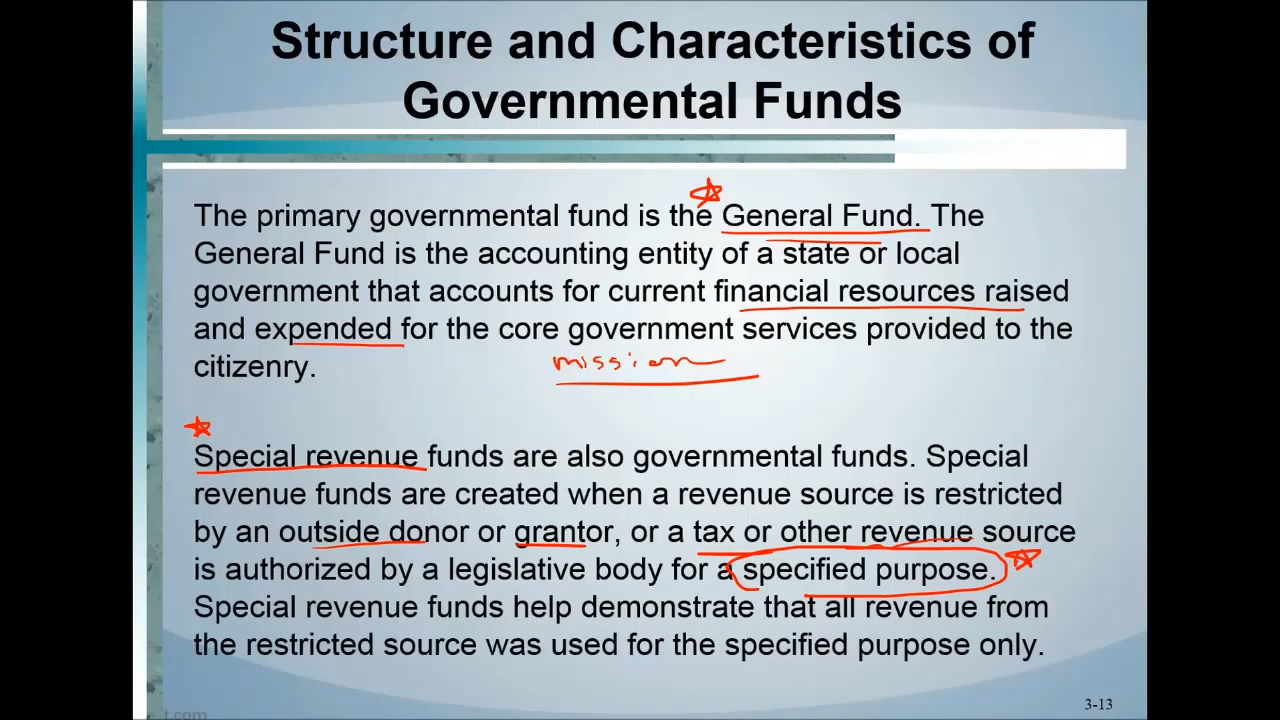 Structure and Characteristics of
Governmental Funds
The primary governmental fund is the General Fund. The
General Fund is the accounting entity of a state or local
government that accounts for current financial resources raised
and expended for the core government services provided to the
citizenry.
mission
Special revenue funds are also governmental funds. Special
revenue funds are created when a revenue source is restricted
by an outside donor or grantor, or a tax or other revenue source
is authorized by a legislative body for a specified purpose.
Special revenue funds help demonstrate that all revenue from
the restricted source was used for the specified purpose only.
3-13
t.com